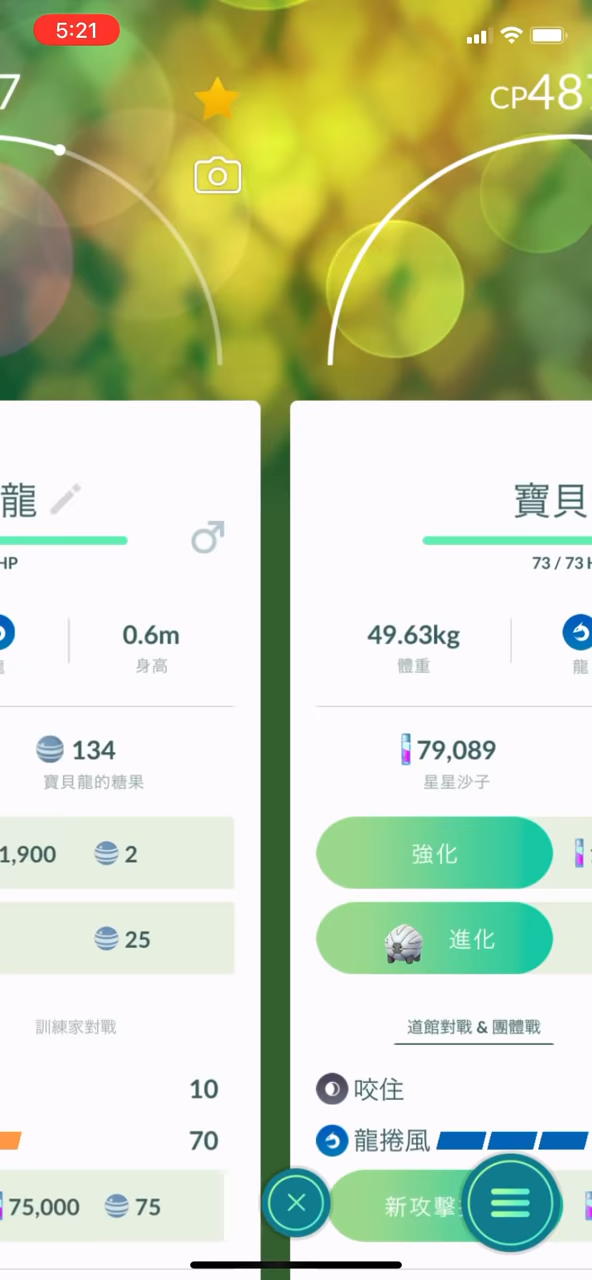 5:21
7
CP487
龍
寶貝
HP
73 / 73 H
0.6m
身高
49.63kg
體重
龍
134
寶貝龍的糖果
79,089
星星沙子
1,900
2
強化
25
進化
訓練家對戰
道館對戰 & 團體戰
10
咬住
70
龍捲風
75,000
75
新攻擊